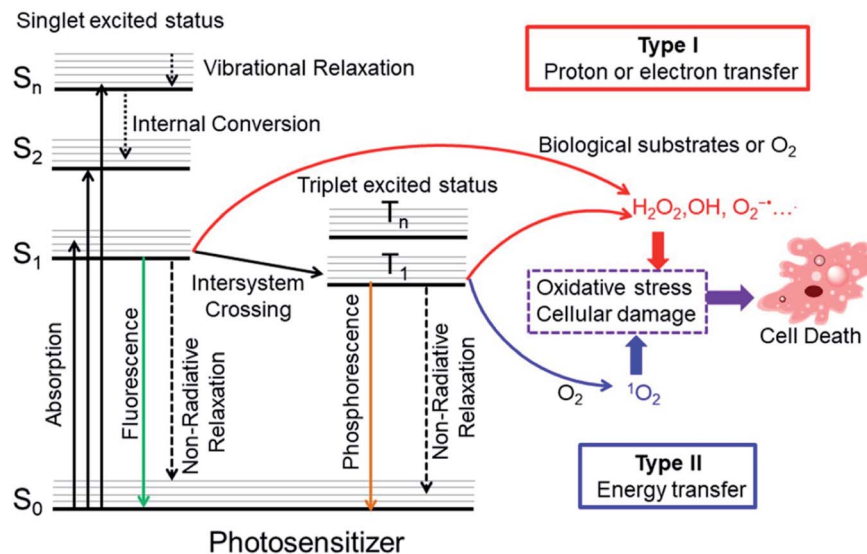 Singlet excited status
Sn
Vibrational Relaxation
Internal Conversion
S2
S1
Absorption
Fluorescence
Non-Radiative
Relaxation
Intersystem
Crossing
Triplet excited status
Tn
T1
Phosphorescence
Non-Radiative
Relaxation
S0
Photosensitizer
Type I
Proton or electron transfer
Biological substrates or O2
H2O2,OH, O2−•….
Oxidative stress
Cellular damage
Cell Death
O2
1O2
Type II
Energy transfer